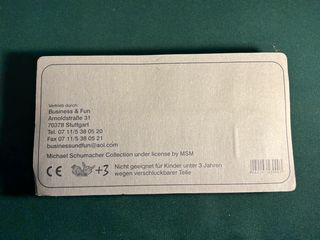 Vertrieb durch:
Business & Fun
Arnoldstraße 31
70378 Stuttgart
Tel 07 11/5 38 05 20
Fax 07 11/5 38 05 21
businessundfun@aol.com
Michael Schumacher Collection under license by MSM
CE +3 Nicht geeignet für Kinder unter 3 Jahren
wegen verschluckbarer Teile